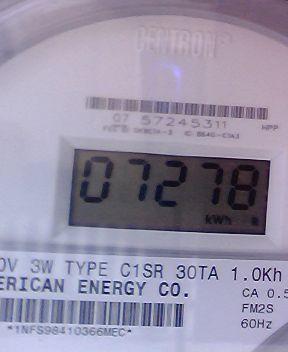 CENTRON
07 57245311
07278
kWh
0V 3W TYPE C1SR 30TA 1.0Kh
ERICAN ENERGY CO.
CA 0.5
FM2S
60Hz
*1NFS99410366MEC*